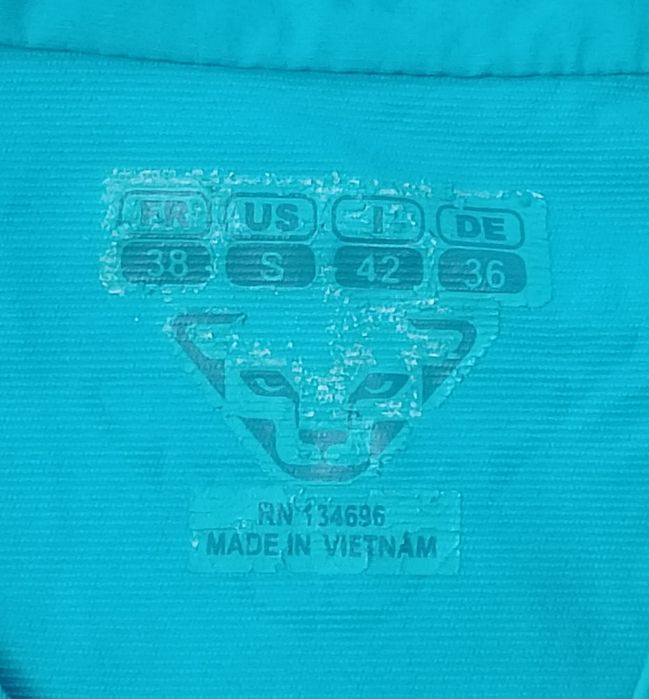 FR US I DE
38 S 42 36
RN 134696
MADE IN VIETNAM